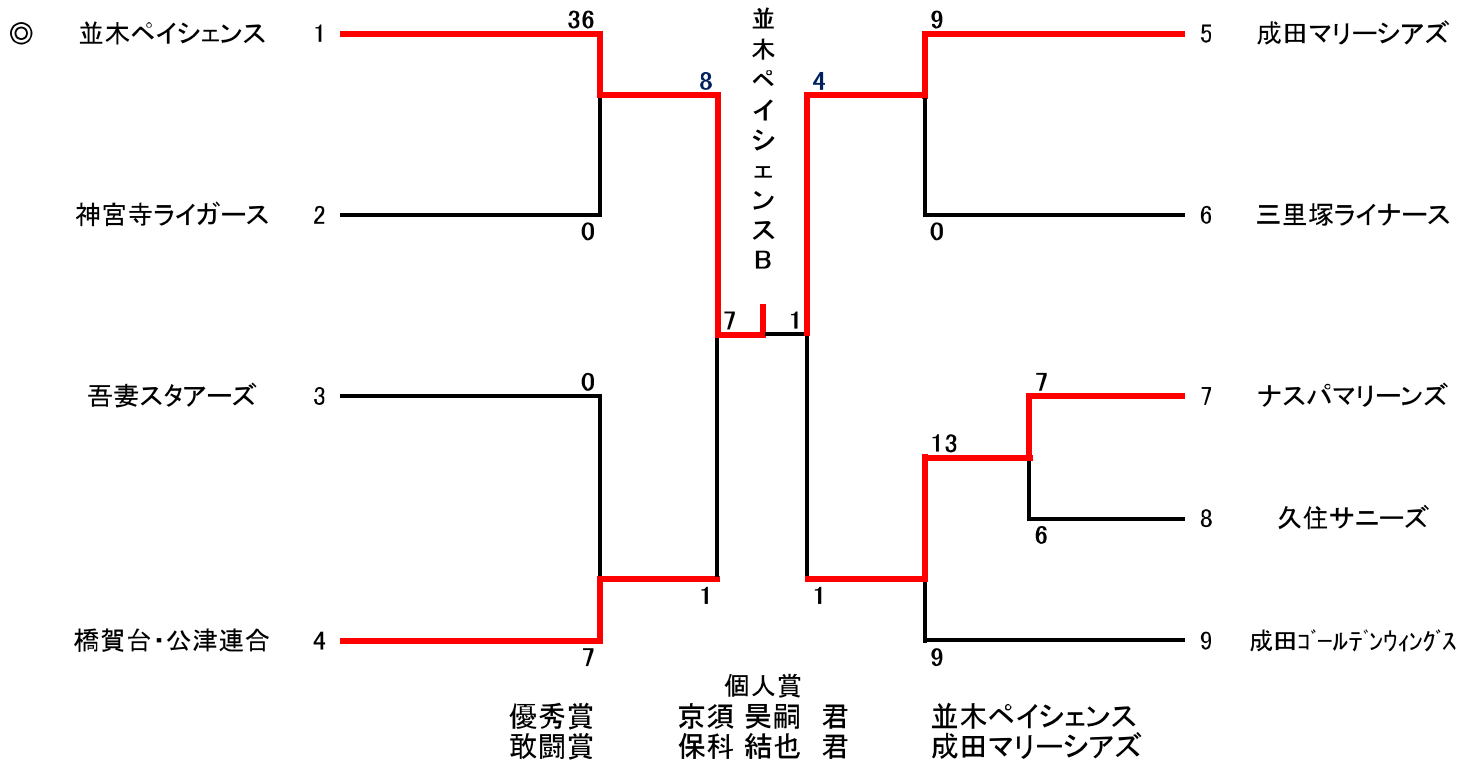 ◎ 並木ペイシェンス 1
36
8
神宮寺ライガース 2
0
吾妻スタアーズ 3
0
橋賀台・公津連合 4
7
1
並木ペイシェンスB
7
1
9
5 成田マリーシアズ
4
6 三里塚ライナース
0
7
7 ナスパマリーンズ
13
8 久住サニーズ
6
1
9 成田ゴールデンウィングス
9
個人賞
優秀賞 京須 昊嗣 君 並木ペイシェンス
敢闘賞 保科 結也 君 成田マリーシアズ